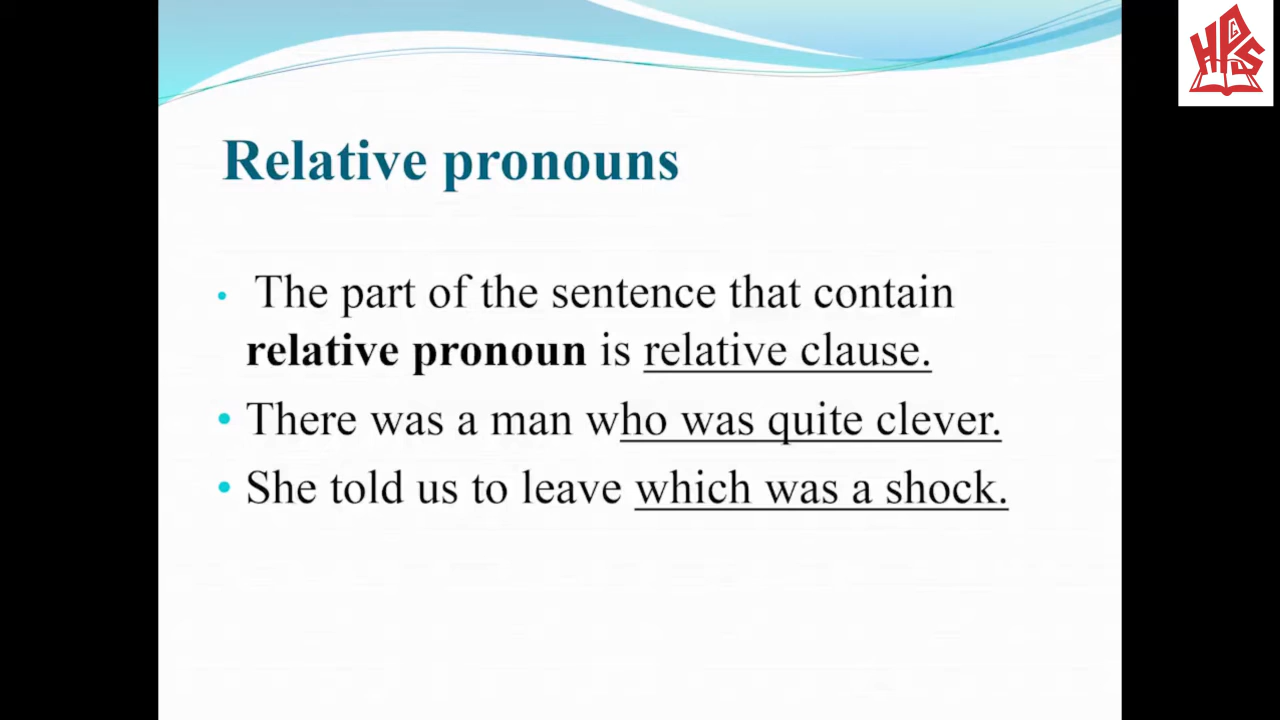 Relative pronouns
• The part of the sentence that contain
relative pronoun is relative clause.
• There was a man who was quite clever.
• She told us to leave which was a shock.